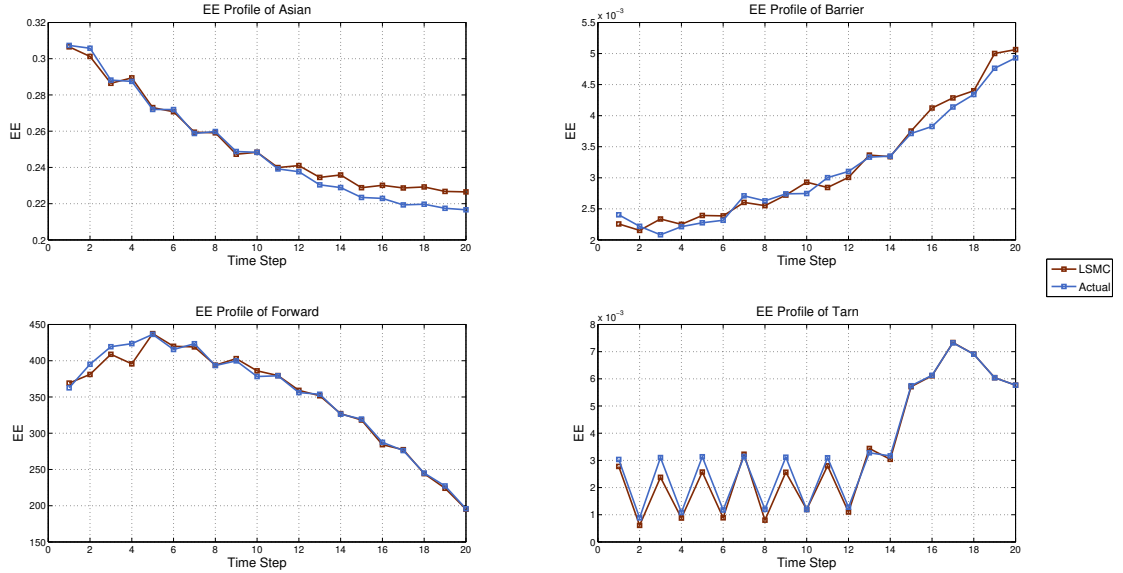 EE Profile of Asian
0.32
0.3
0.28
0.26
0.24
0.22
0.2
EE
0 2 4 6 8 10 12 14 16 18 20
Time Step
EE Profile of Barrier
x 10⁻³
5.5
5
4.5
4
3.5
3
2.5
2
EE
0 2 4 6 8 10 12 14 16 18 20
Time Step
LSMC
Actual
EE Profile of Forward
450
400
350
300
250
200
150
EE
0 2 4 6 8 10 12 14 16 18 20
Time Step
EE Profile of Tarn
x 10⁻³
8
7
6
5
4
3
2
1
0
EE
0 2 4 6 8 10 12 14 16 18 20
Time Step